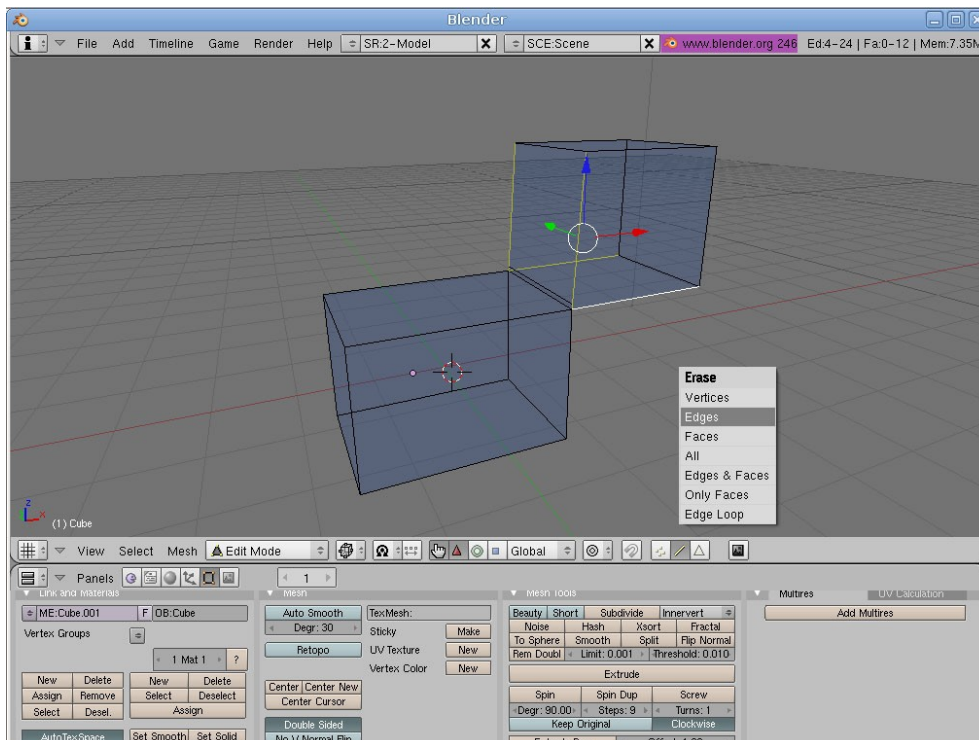 Blender
File Add Timeline Game Render Help SR:2-Model X SCE:Scene X www.blender.org 246 Ed:4-24 | Fa:0-12 | Mem:7.35M
Erase
Vertices
Edges
Faces
All
Edges & Faces
Only Faces
Edge Loop
z
x
(1) Cube
View Select Mesh Edit Mode Global
Panels 1
Link and Materials Mesh Mesh Tools Multires UV Calculation
ME:Cube.001 F OB:Cube Auto Smooth TexMesh: Beauty Short Subdivide Innervert Add Multires
Vertex Groups Degr: 30 Sticky Make Noise Hash Xsort Fractal
Retopo UV Texture New To Sphere Smooth Split Flip Normal
1 Mat 1 ? Vertex Color New Rem Doubl Limit: 0.001 Threshold: 0.010
New Delete New Delete Center Center New Extrude
Assign Remove Select Deselect Center Cursor Spin Spin Dup Screw
Select Desel. Assign Degr: 90.00 Steps: 9 Turns: 1
Double Sided Keep Original Clockwise
AutoTexSpace Set Smooth Set Solid No V.Normal Flip